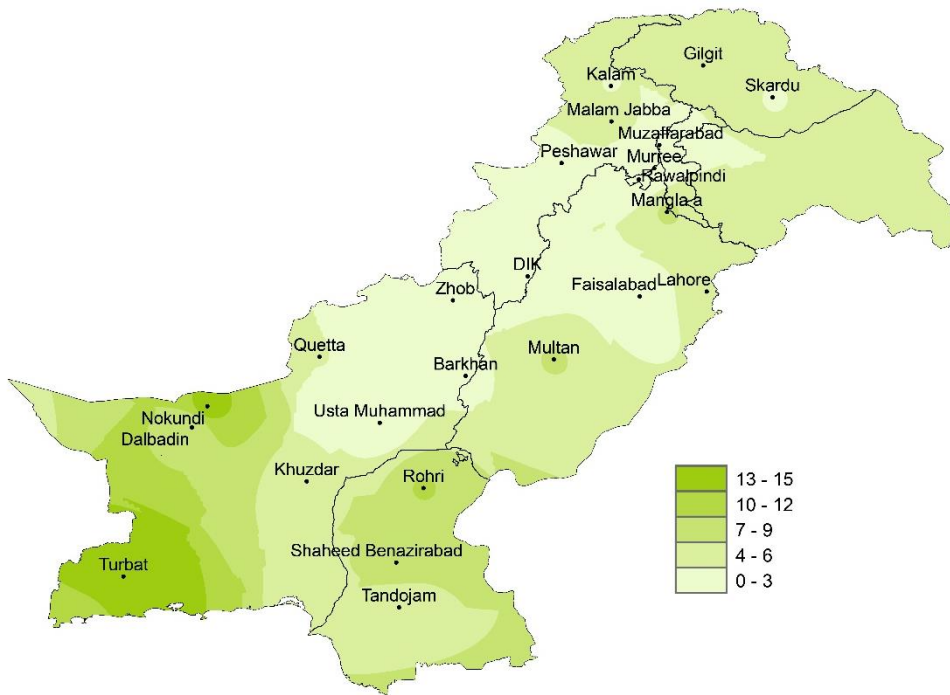 Gilgit
Kalam
Skardu
Malam Jabba
Muzaffarabad
Peshawar
Murree
Rawalpindi
Mangla a
DIK
Zhob
Faisalabad
Lahore
Quetta
Multan
Barkhan
Nokundi
Usta Muhammad
Dalbadin
Khuzdar
Rohri
13 - 15
10 - 12
7 - 9
4 - 6
0 - 3
Shaheed Benazirabad
Turbat
Tandojam